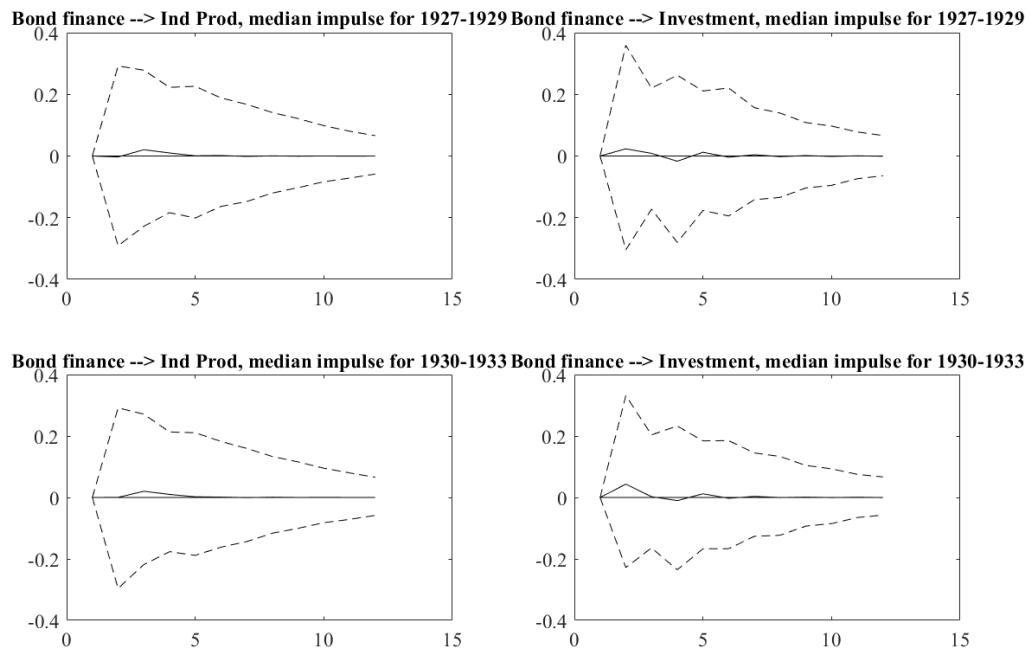 Bond finance --> Ind Prod, median impulse for 1927-1929
0.4
0.2
0
-0.2
-0.4
0 5 10 15
Bond finance --> Investment, median impulse for 1927-1929
0.4
0.2
0
-0.2
-0.4
0 5 10 15
Bond finance --> Ind Prod, median impulse for 1930-1933
0.4
0.2
0
-0.2
-0.4
0 5 10 15
Bond finance --> Investment, median impulse for 1930-1933
0.4
0.2
0
-0.2
-0.4
0 5 10 15